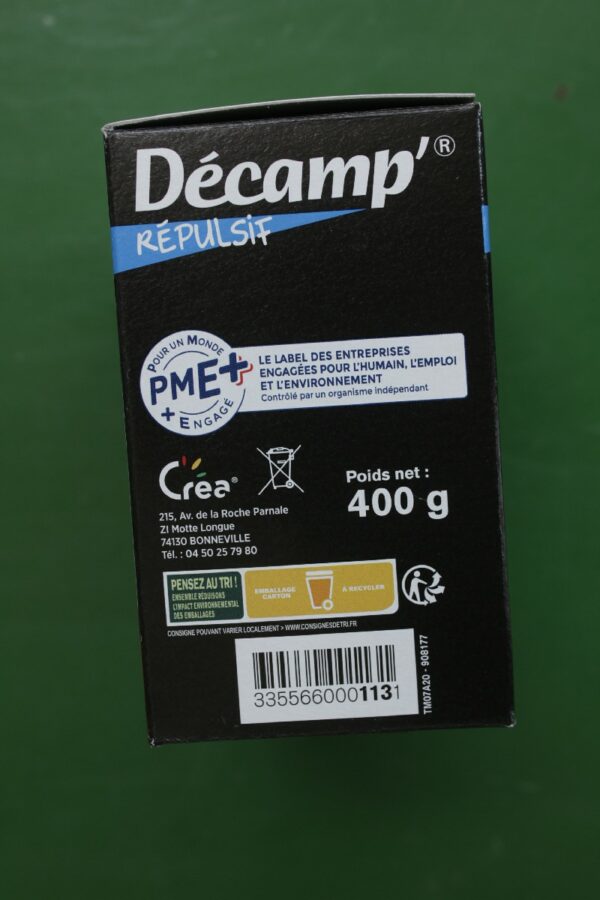 Décamp'®
RÉPULSIF
POUR UN MONDE
PME+
+ ENGAGÉ
LE LABEL DES ENTREPRISES
ENGAGÉES POUR L'HUMAIN, L'EMPLOI
ET L'ENVIRONNEMENT
Contrôlé par un organisme indépendant
Créa®
215, Av. de la Roche Parnale
ZI Motte Longue
74130 BONNEVILLE
Tél. : 04 50 25 79 80
Poids net :
400 g
PENSEZ AU TRI !
ENSEMBLE RÉDUISONS
L'IMPACT ENVIRONNEMENTAL
DES EMBALLAGES
EMBALLAGE
CARTON
À RECYCLER
CONSIGNE POUVANT VARIER LOCALEMENT > WWW.CONSIGNESDETRI.FR
3355660001131
TM07A20 - 908177